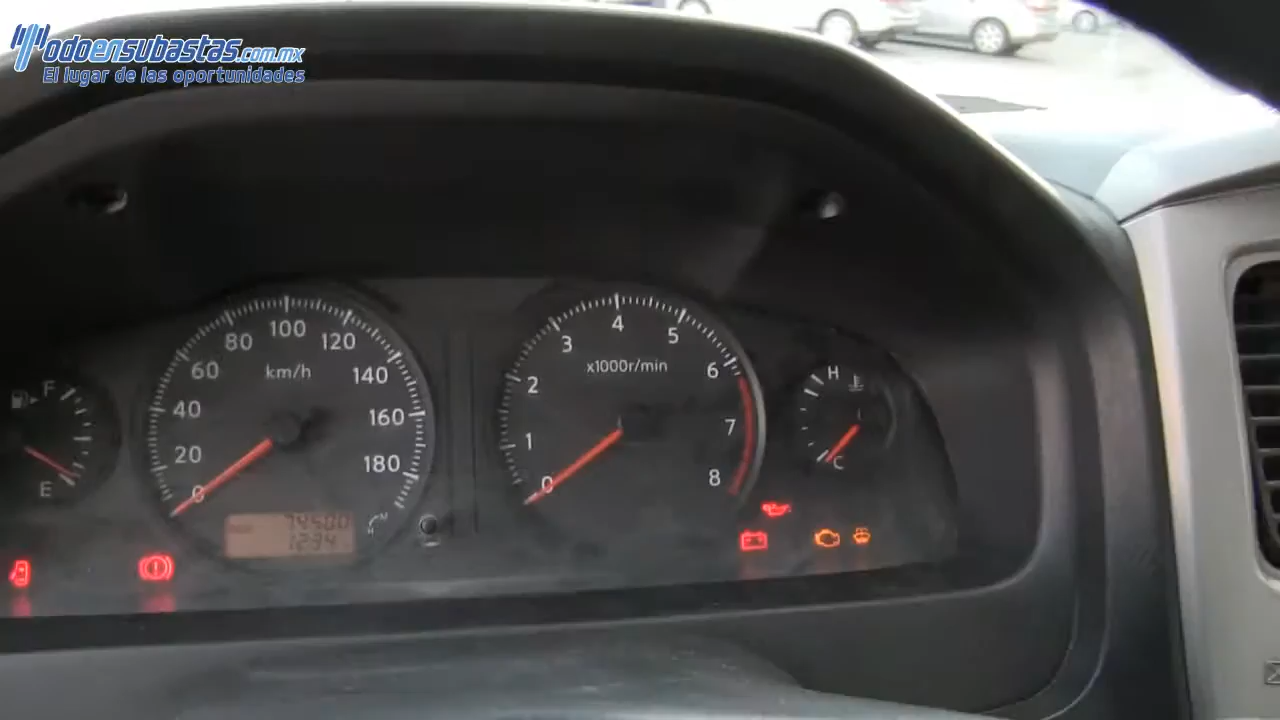 Todoensubastas.com.mx
El lugar de las oportunidades
F
E
0
20
40
60
80
100
120
140
160
180
km/h
0
1
2
3
4
5
6
7
8
x1000r/min
H
C